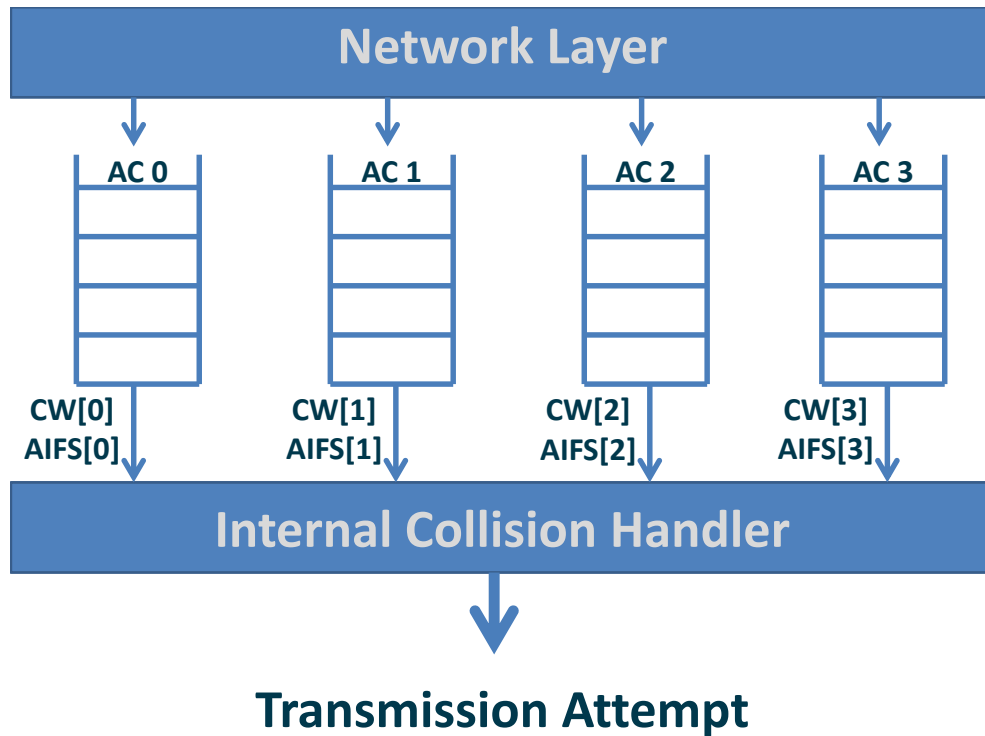 Network Layer
AC 0
AC 1
AC 2
AC 3
CW[0]
AIFS[0]
CW[1]
AIFS[1]
CW[2]
AIFS[2]
CW[3]
AIFS[3]
Internal Collision Handler
Transmission Attempt